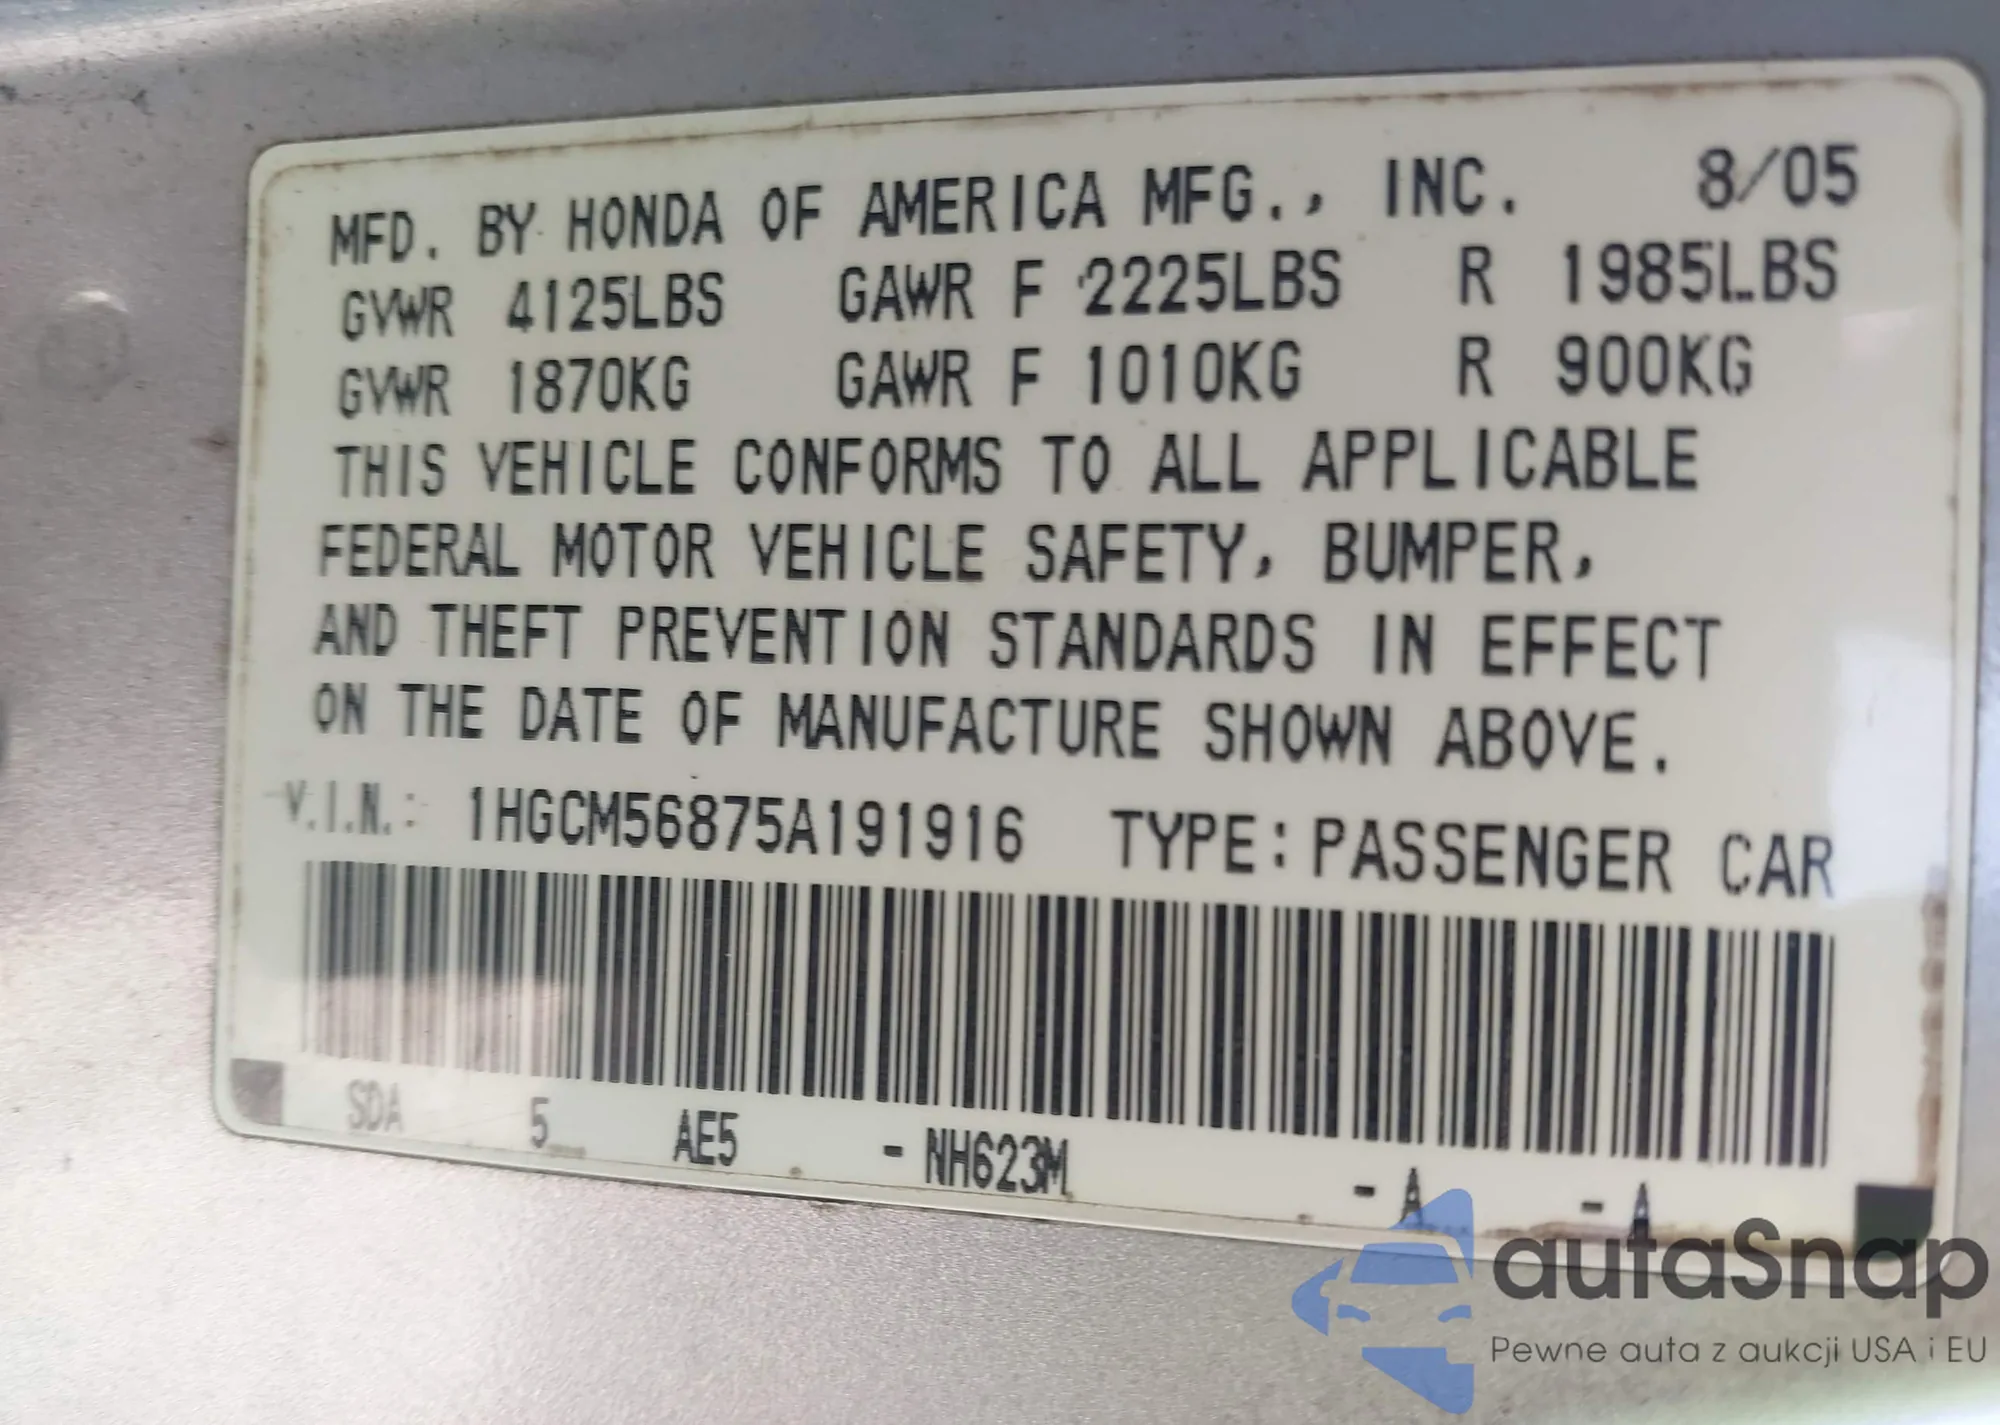 MFD. BY HONDA OF AMERICA MFG., INC. 8/05
GVWR 4125LBS GAWR F 2225LBS R 1985LBS
GVWR 1870KG GAWR F 1010KG R 900KG
THIS VEHICLE CONFORMS TO ALL APPLICABLE
FEDERAL MOTOR VEHICLE SAFETY, BUMPER,
AND THEFT PREVENTION STANDARDS IN EFFECT
ON THE DATE OF MANUFACTURE SHOWN ABOVE.
V.I.N.: 1HGCM56875A191916 TYPE: PASSENGER CAR
SDA 5 AE5 - NH623M - A - A
autaSnap
Pewne auta z aukcji USA i EU